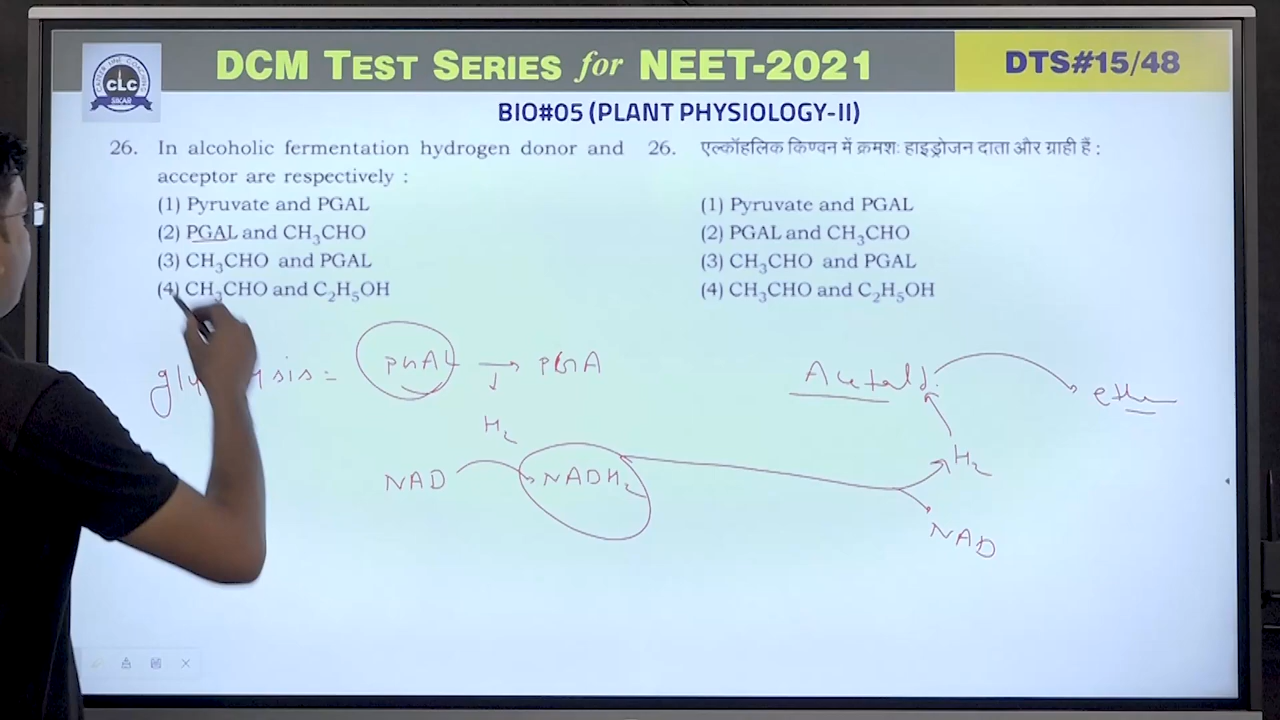 DCM TEST SERIES for NEET-2021
DTS#15/48
CLC
SIKAR
BIO#05 (PLANT PHYSIOLOGY-II)
26. In alcoholic fermentation hydrogen donor and
acceptor are respectively :
(1) Pyruvate and PGAL
(2) PGAL and CH₃CHO
(3) CH₃CHO and PGAL
(4) CH₃CHO and C₂H₅OH
26. एल्कॉहलिक किण्वन में क्रमशः हाइड्रोजन दाता और ग्राही हैं :
(1) Pyruvate and PGAL
(2) PGAL and CH₃CHO
(3) CH₃CHO and PGAL
(4) CH₃CHO and C₂H₅OH
PGAL → PGA
H₂
NAD NADH₂
Acetald.
H₂
NAD